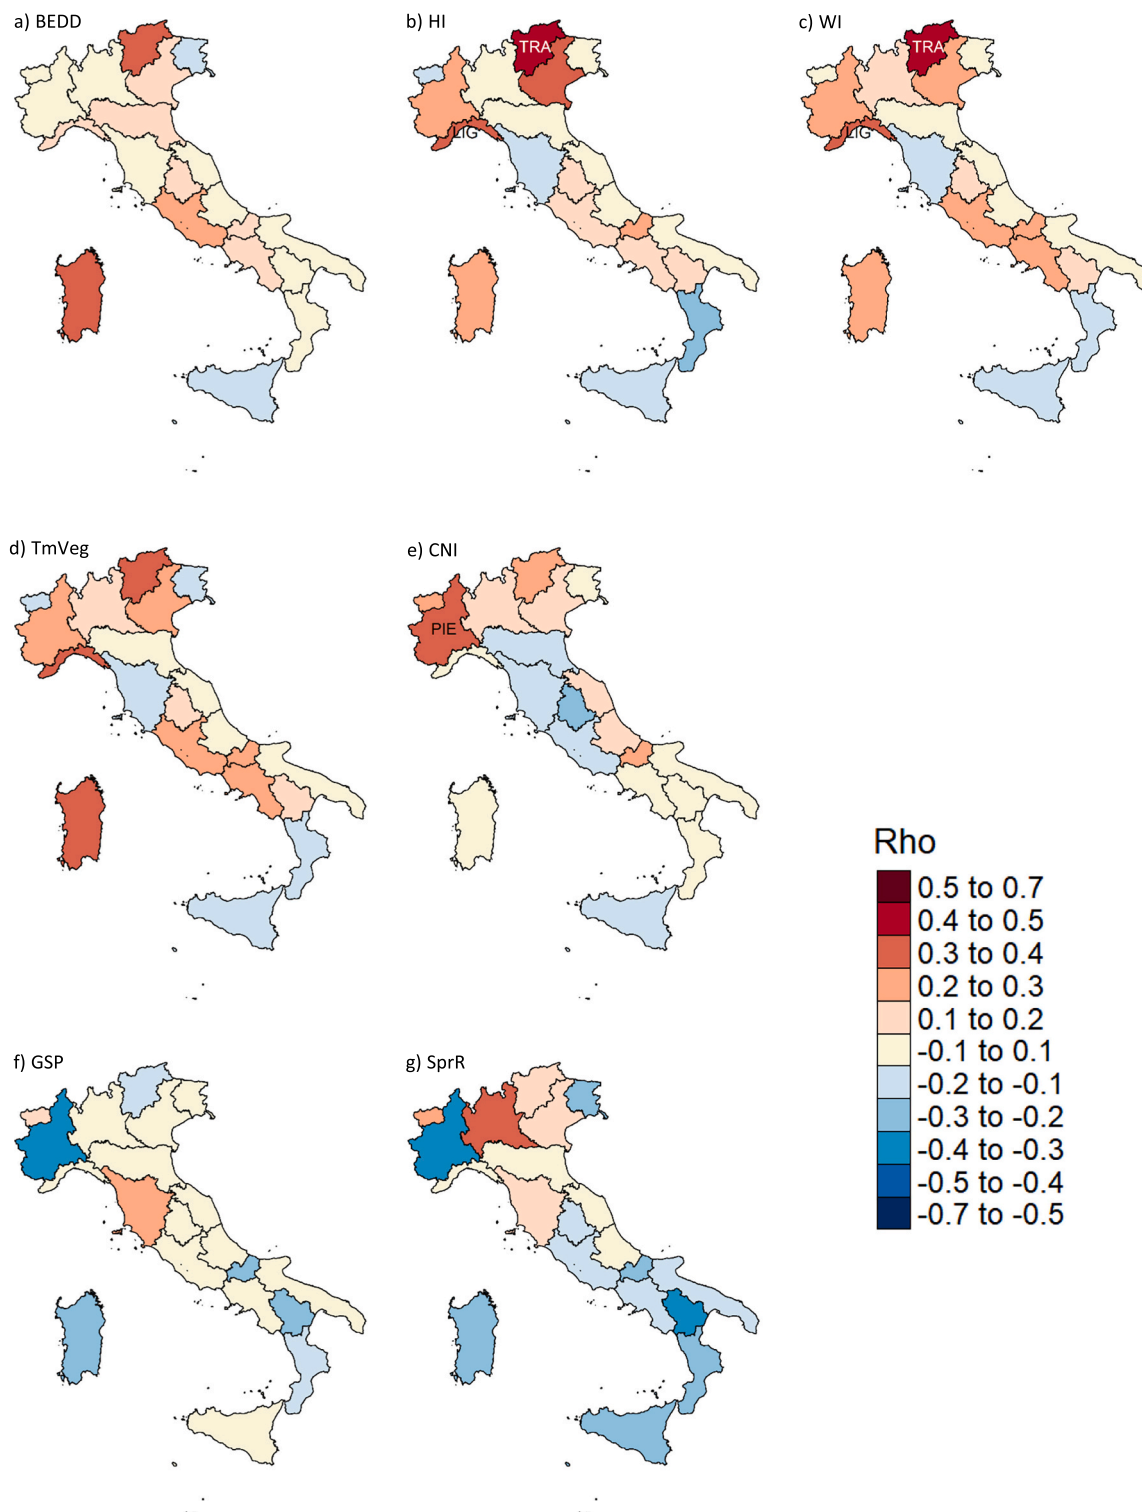 a) BEDD
b) HI
c) WI
TRA
TRA
LIG
LIG
d) TmVeg
e) CNI
PIE
Rho
0.5 to 0.7
0.4 to 0.5
0.3 to 0.4
0.2 to 0.3
0.1 to 0.2
-0.1 to 0.1
-0.2 to -0.1
-0.3 to -0.2
-0.4 to -0.3
-0.5 to -0.4
-0.7 to -0.5
f) GSP
g) SprR